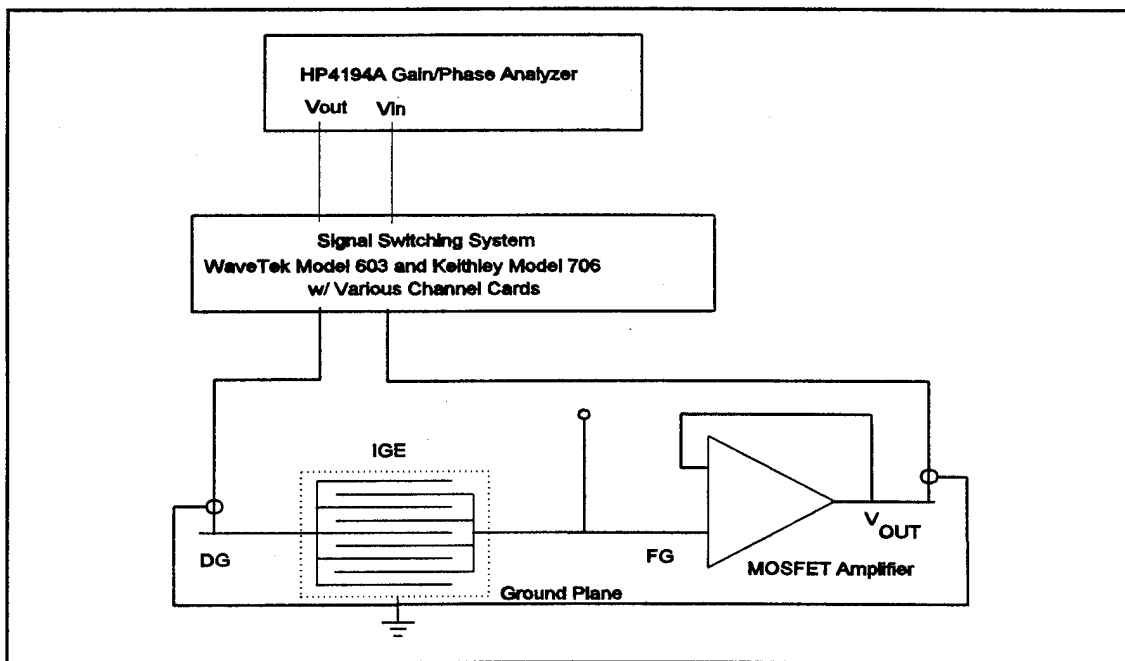 HP4194A Gain/Phase Analyzer
Vout Vin
Signal Switching System
WaveTek Model 603 and Keithley Model 706
w/ Various Channel Cards
IGE
DG
FG
VOUT
MOSFET Amplifier
Ground Plane